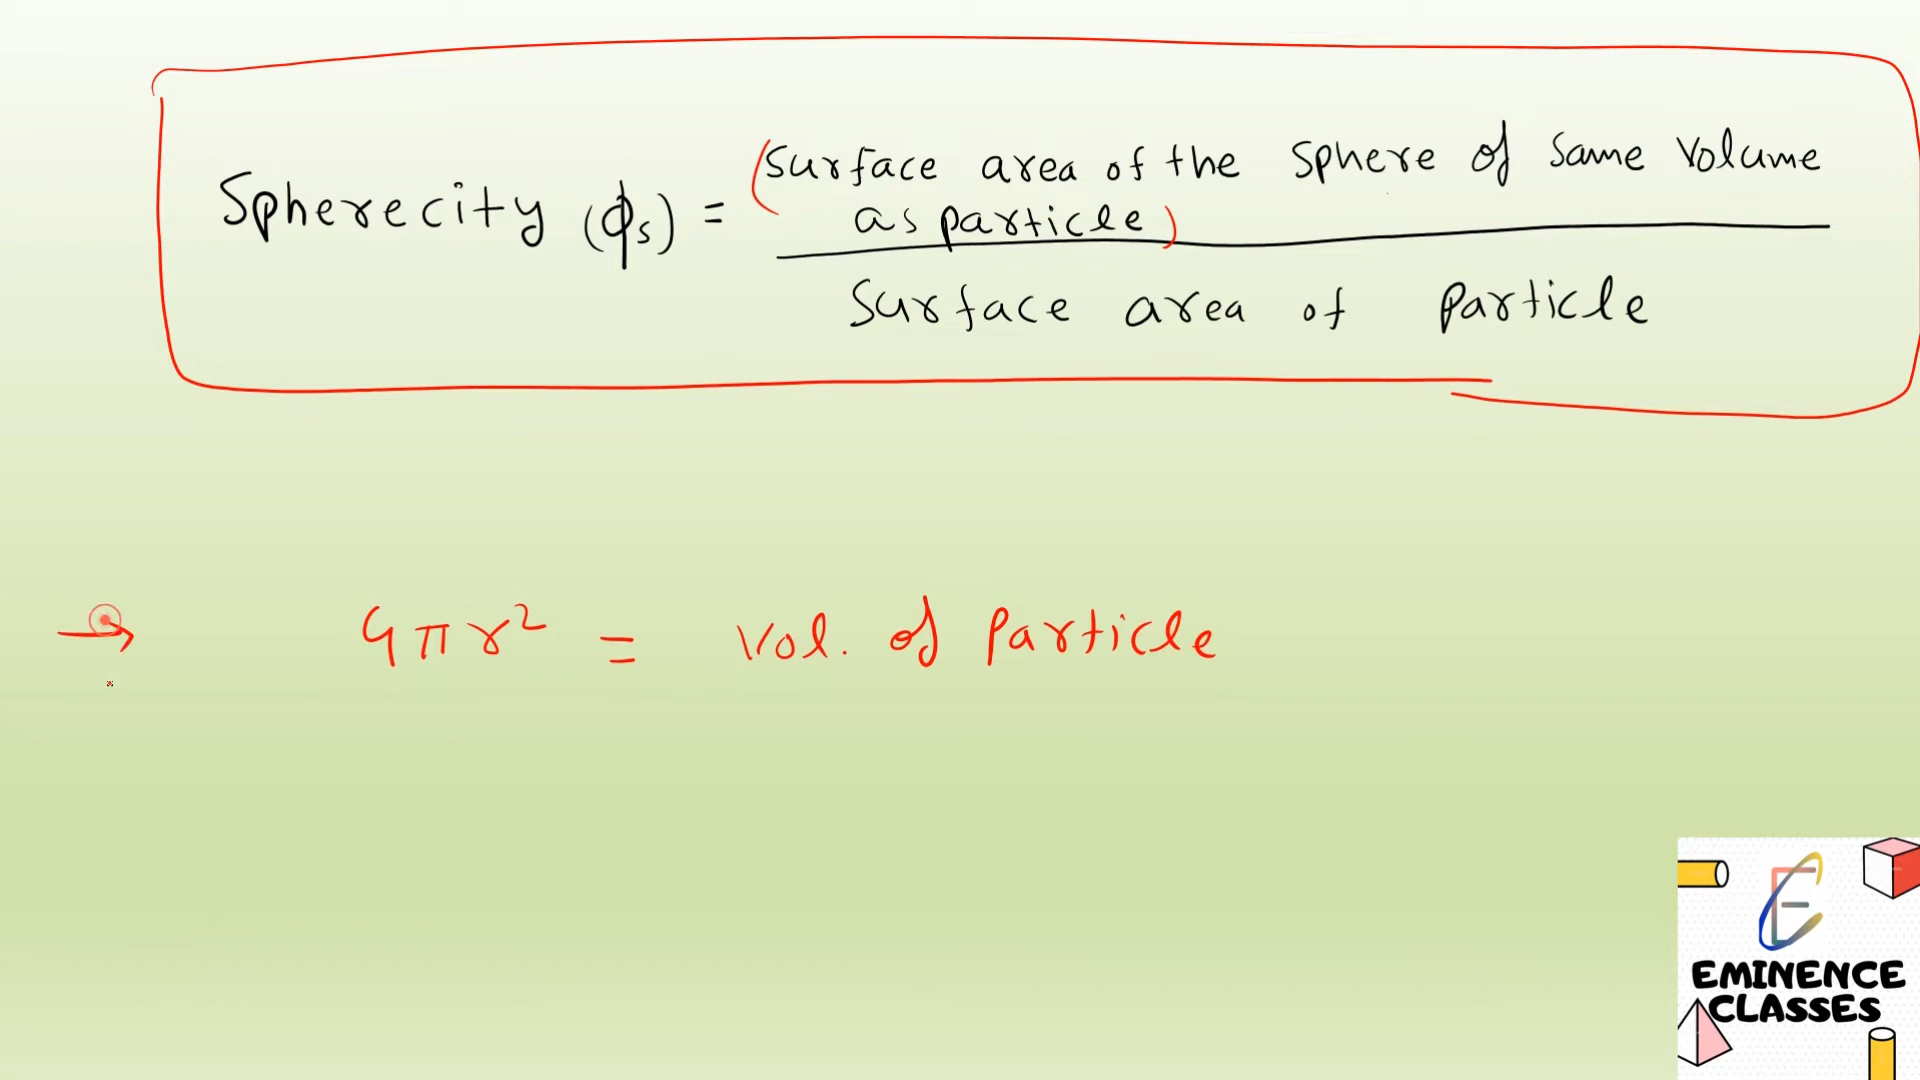 Spherecity (ϕs) = (Surface area of the sphere of same volume
as particle)
Surface area of particle
→ 4πr² = Vol. of Particle
EMINENCE
CLASSES